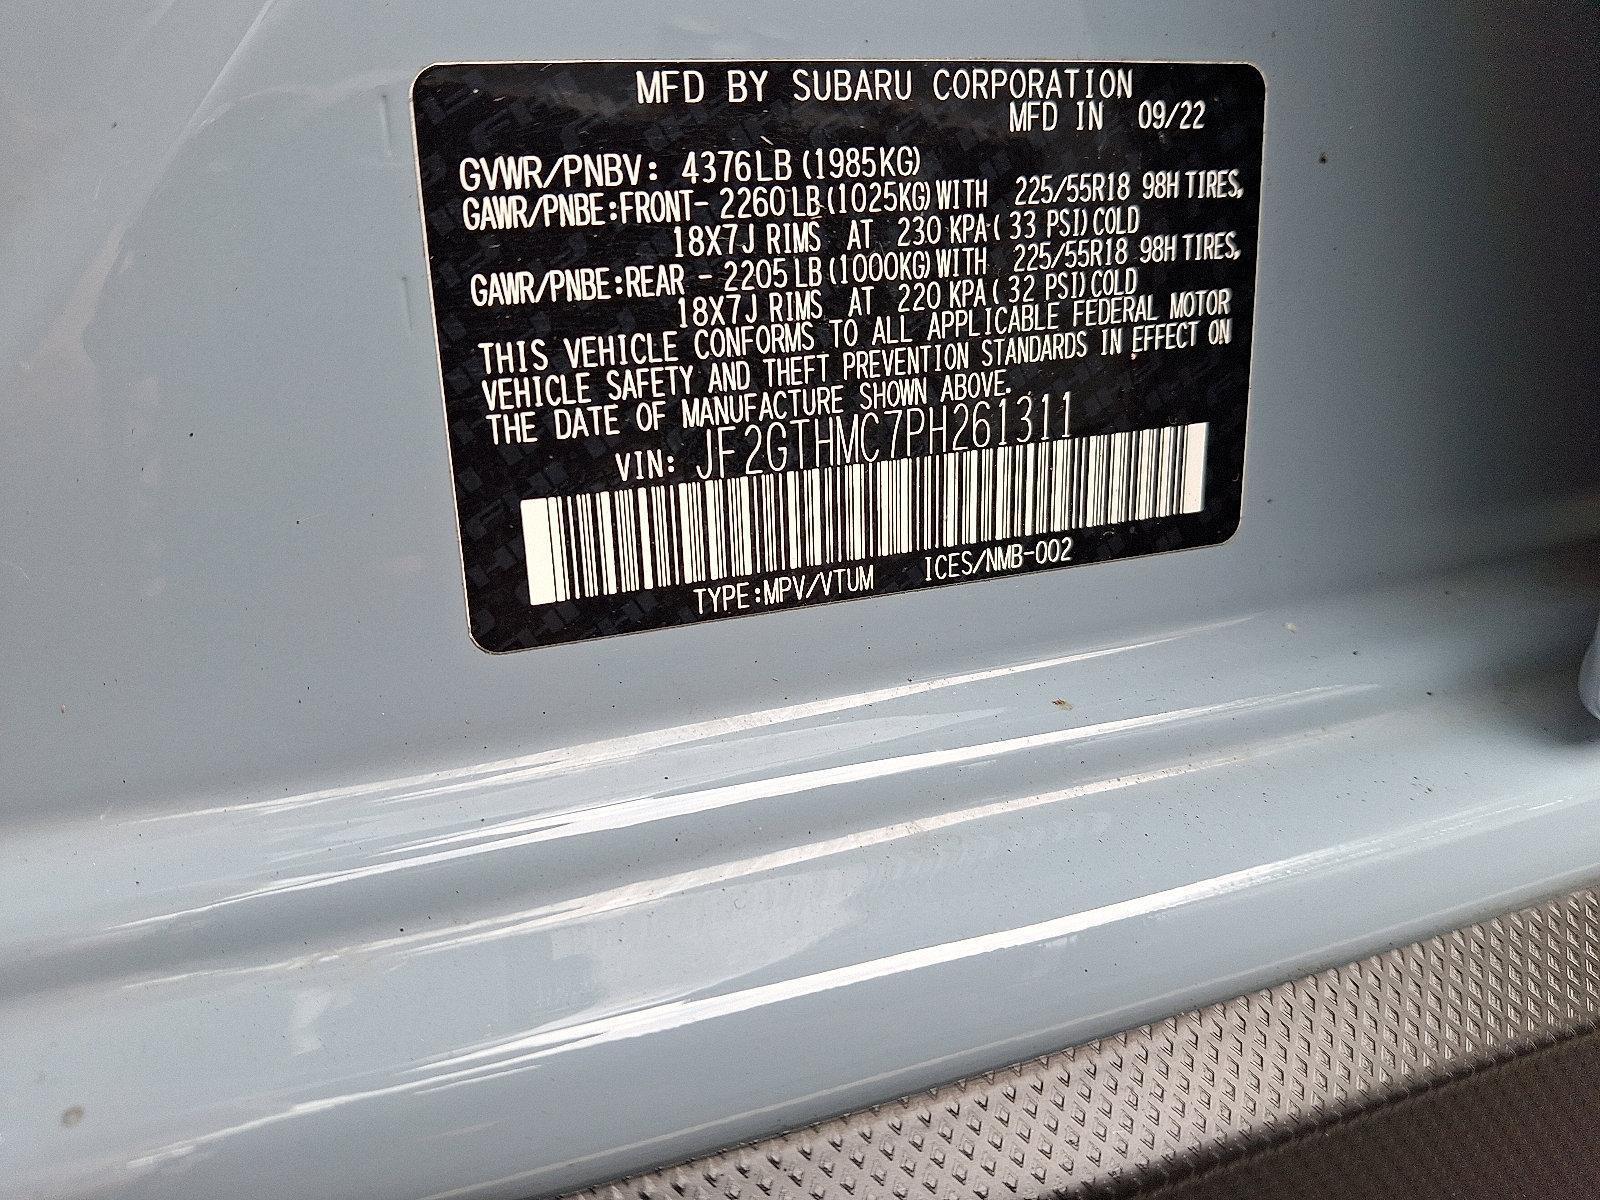 MFD BY SUBARU CORPORATION
MFD IN 09/22
GVWR/PNBV: 4376LB (1985KG)
GAWR/PNBE:FRONT- 2260 LB (1025KG) WITH 225/55R18 98H TIRES,
18X7J RIMS AT 230 KPA ( 33 PSI) COLD
GAWR/PNBE:REAR - 2205 LB (1000KG) WITH 225/55R18 98H TIRES,
18X7J RIMS AT 220 KPA ( 32 PSI) COLD
THIS VEHICLE CONFORMS TO ALL APPLICABLE FEDERAL MOTOR
VEHICLE SAFETY AND THEFT PREVENTION STANDARDS IN EFFECT ON
THE DATE OF MANUFACTURE SHOWN ABOVE.
VIN: JF2GTHMC7PH261311
TYPE:MPV/VTUM ICES/NMB-002